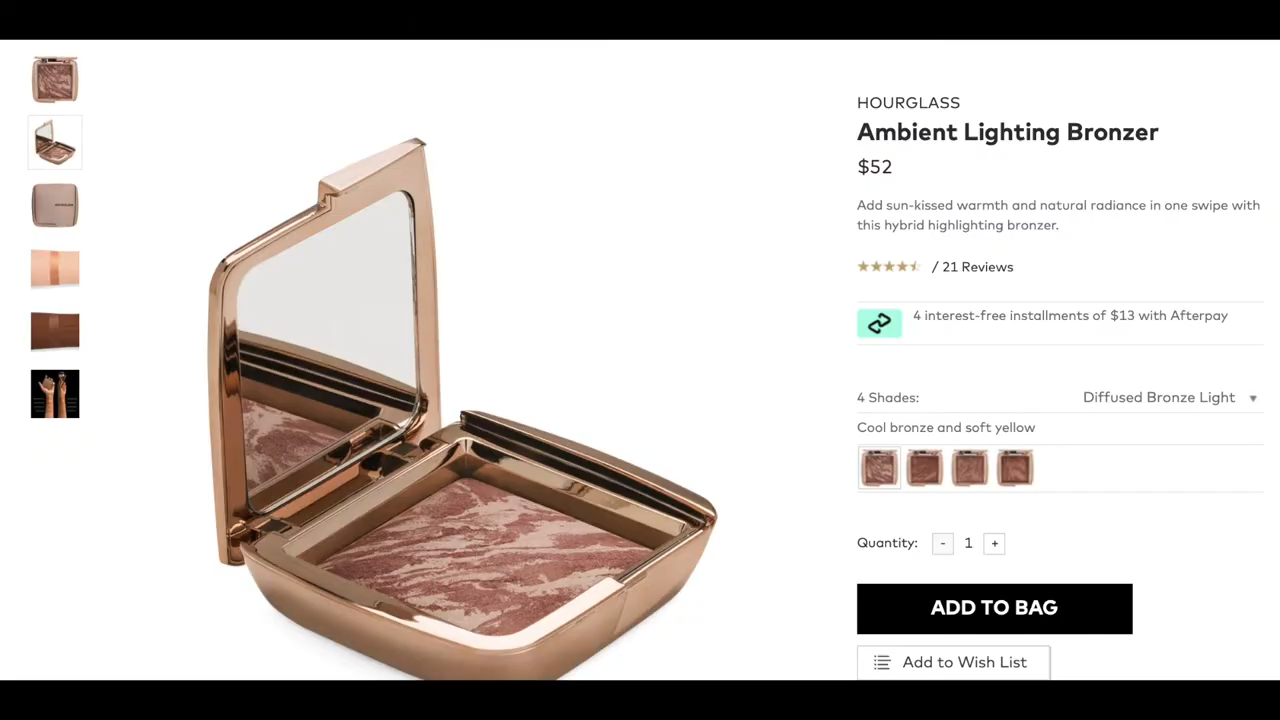 HOURGLASS
Ambient Lighting Bronzer
$52
Add sun-kissed warmth and natural radiance in one swipe with
this hybrid highlighting bronzer.
/ 21 Reviews
4 interest-free installments of $13 with Afterpay
4 Shades:
Diffused Bronze Light
Cool bronze and soft yellow
Quantity:
- 1 +
ADD TO BAG
Add to Wish List